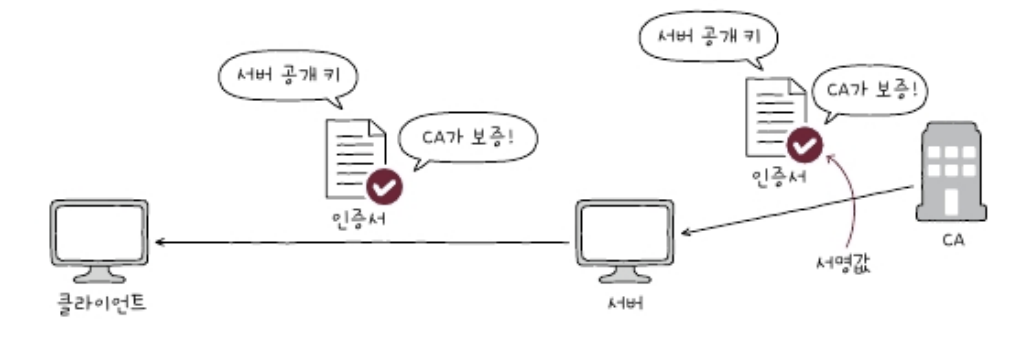 서버 공개 키
CA가 보증!
인증서
클라이언트
서버 공개 키
CA가 보증!
인증서
서명값
서버
CA